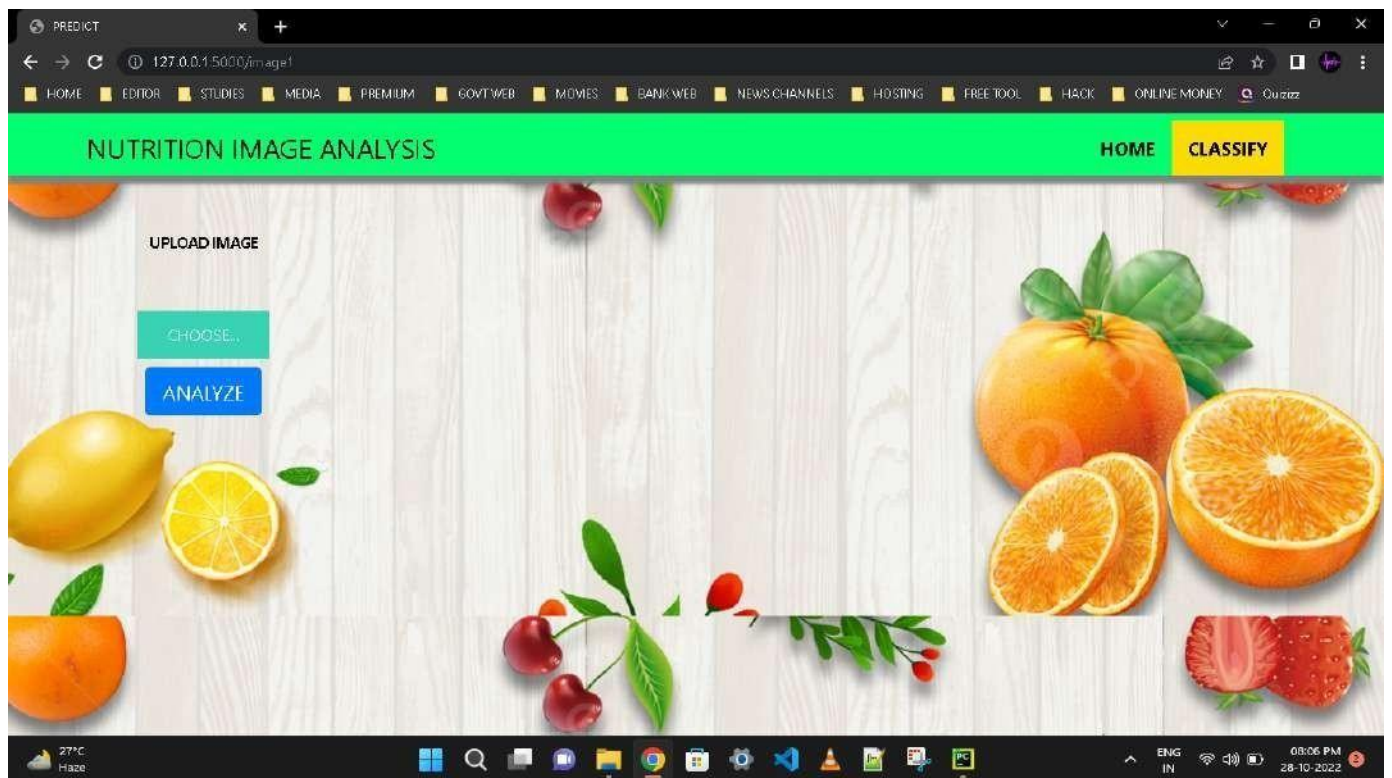 PREDICT
127.0.0.1:5000/image1
HOME EDITOR STUDIES MEDIA PREMIUM GOVT WEB MOVIES BANK WEB NEWS CHANNELS HOSTING FREE TOOL HACK ONLINE MONEY Quizizz
NUTRITION IMAGE ANALYSIS HOME CLASSIFY
UPLOAD IMAGE
CHOOSE...
ANALYZE
27°C
Haze
ENG
IN
08:06 PM
28-10-2022
2